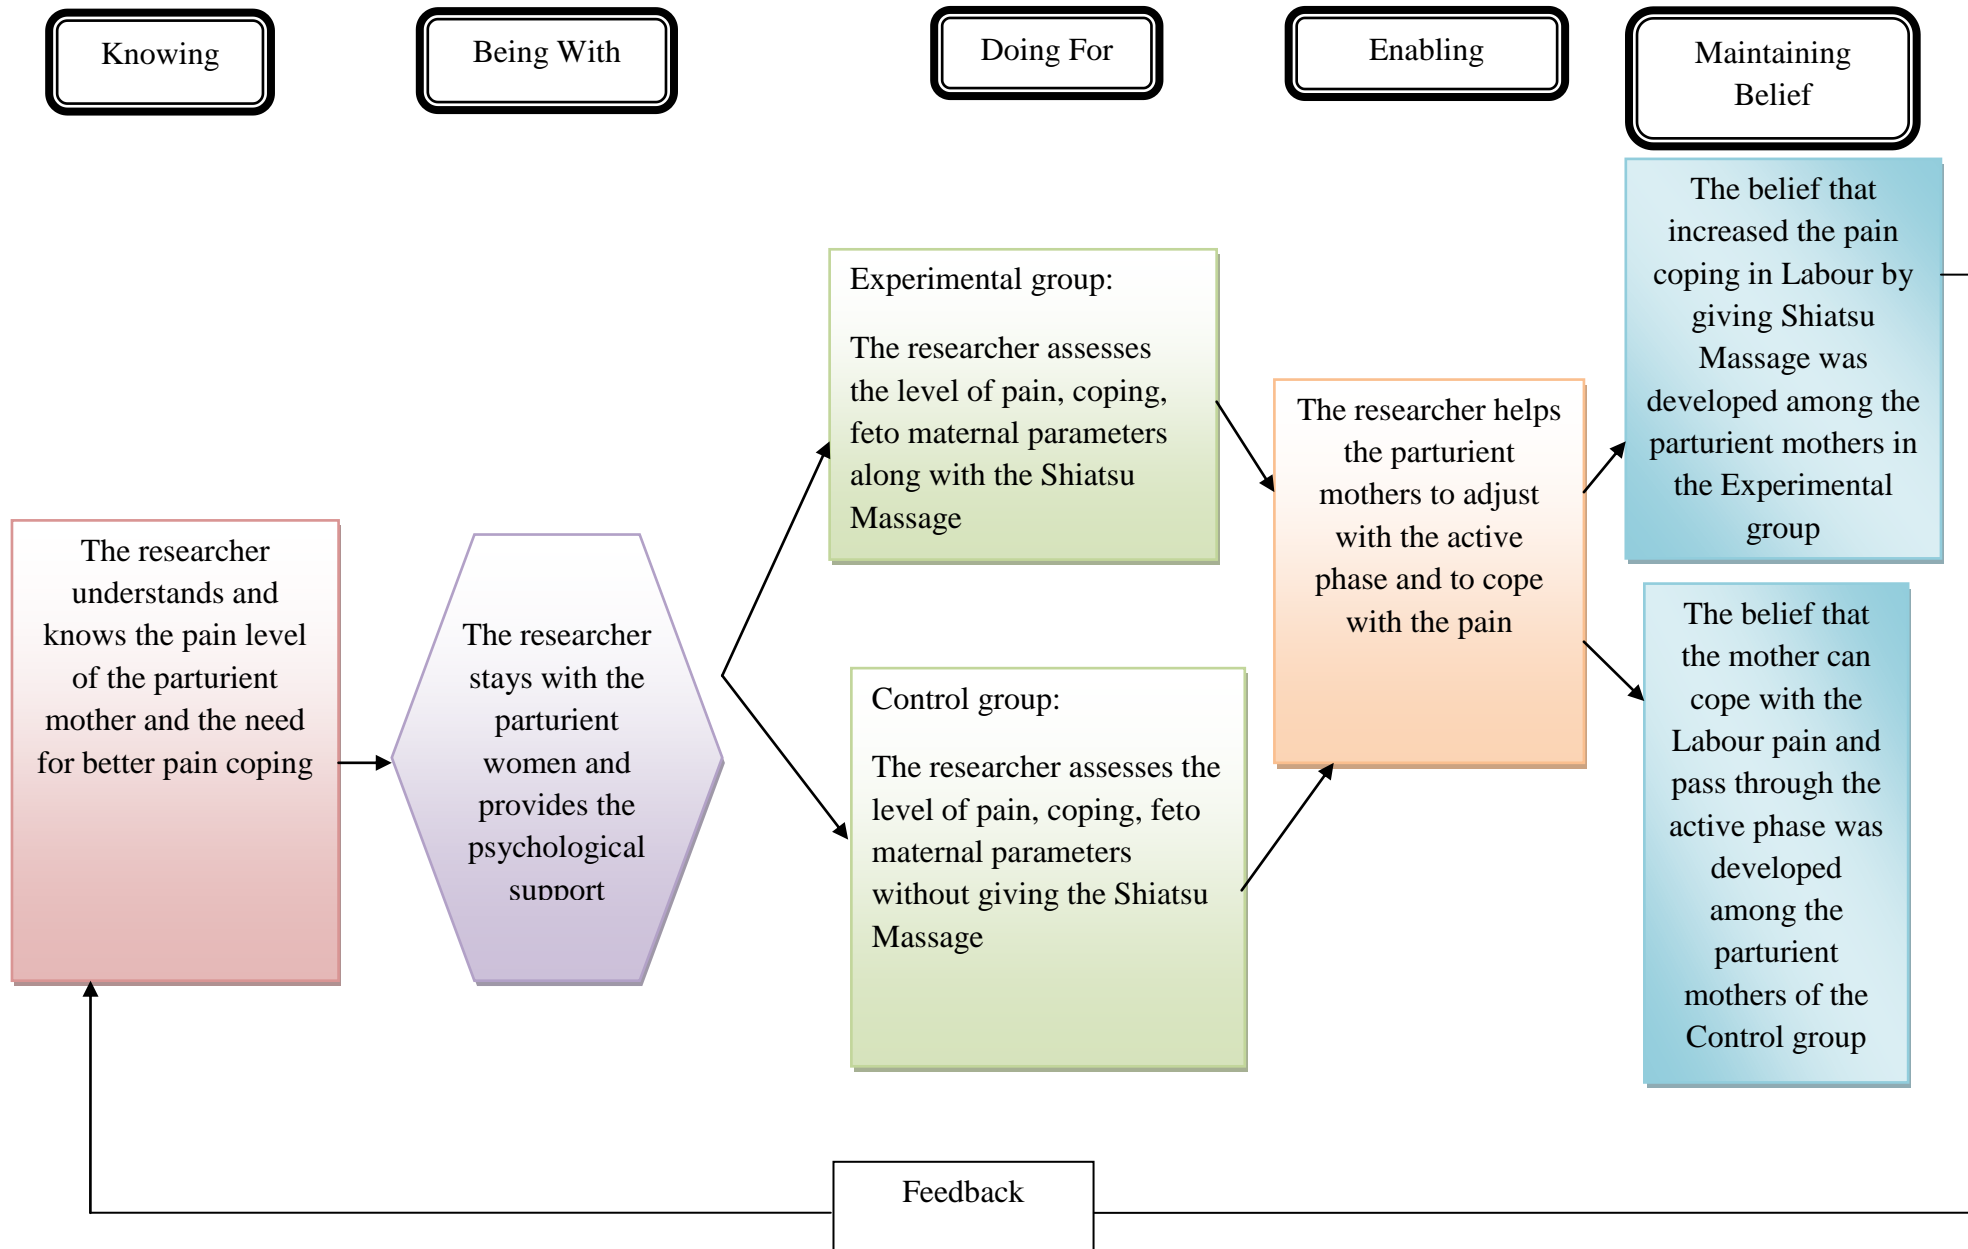 Knowing
Being With
Doing For
Enabling
Maintaining
Belief
The researcher
understands and
knows the pain level
of the parturient
mother and the need
for better pain coping
The researcher
stays with the
parturient
women and
provides the
psychological
support
Experimental group:
The researcher assesses
the level of pain, coping,
feto maternal parameters
along with the Shiatsu
Massage
Control group:
The researcher assesses the
level of pain, coping, feto
maternal parameters
without giving the Shiatsu
Massage
The researcher helps
the parturient
mothers to adjust
with the active
phase and to cope
with the pain
The belief that
increased the pain
coping in Labour by
giving Shiatsu
Massage was
developed among the
parturient mothers in
the Experimental
group
The belief that
the mother can
cope with the
Labour pain and
pass through the
active phase was
developed
among the
parturient
mothers of the
Control group
Feedback